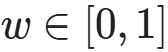 w ∈ [0, 1]